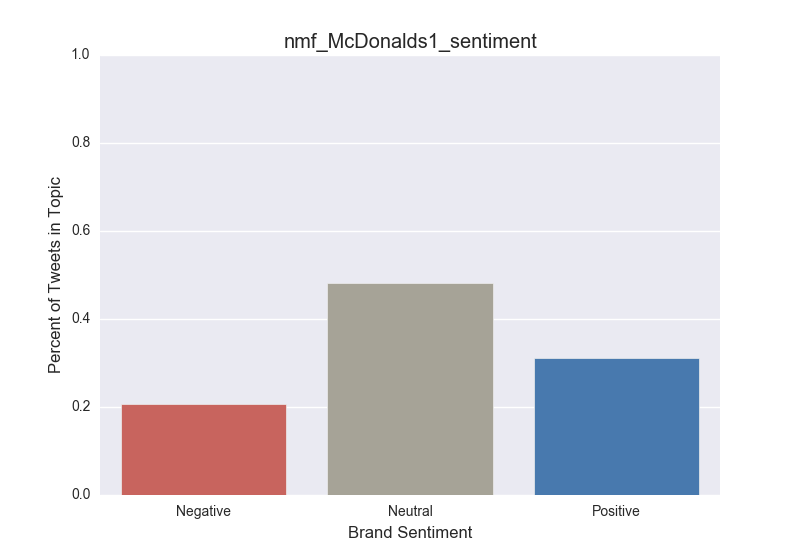 nmf_McDonalds1_sentiment
1.0
0.8
0.6
0.4
0.2
0.0
Percent of Tweets in Topic
Negative
Neutral
Positive
Brand Sentiment